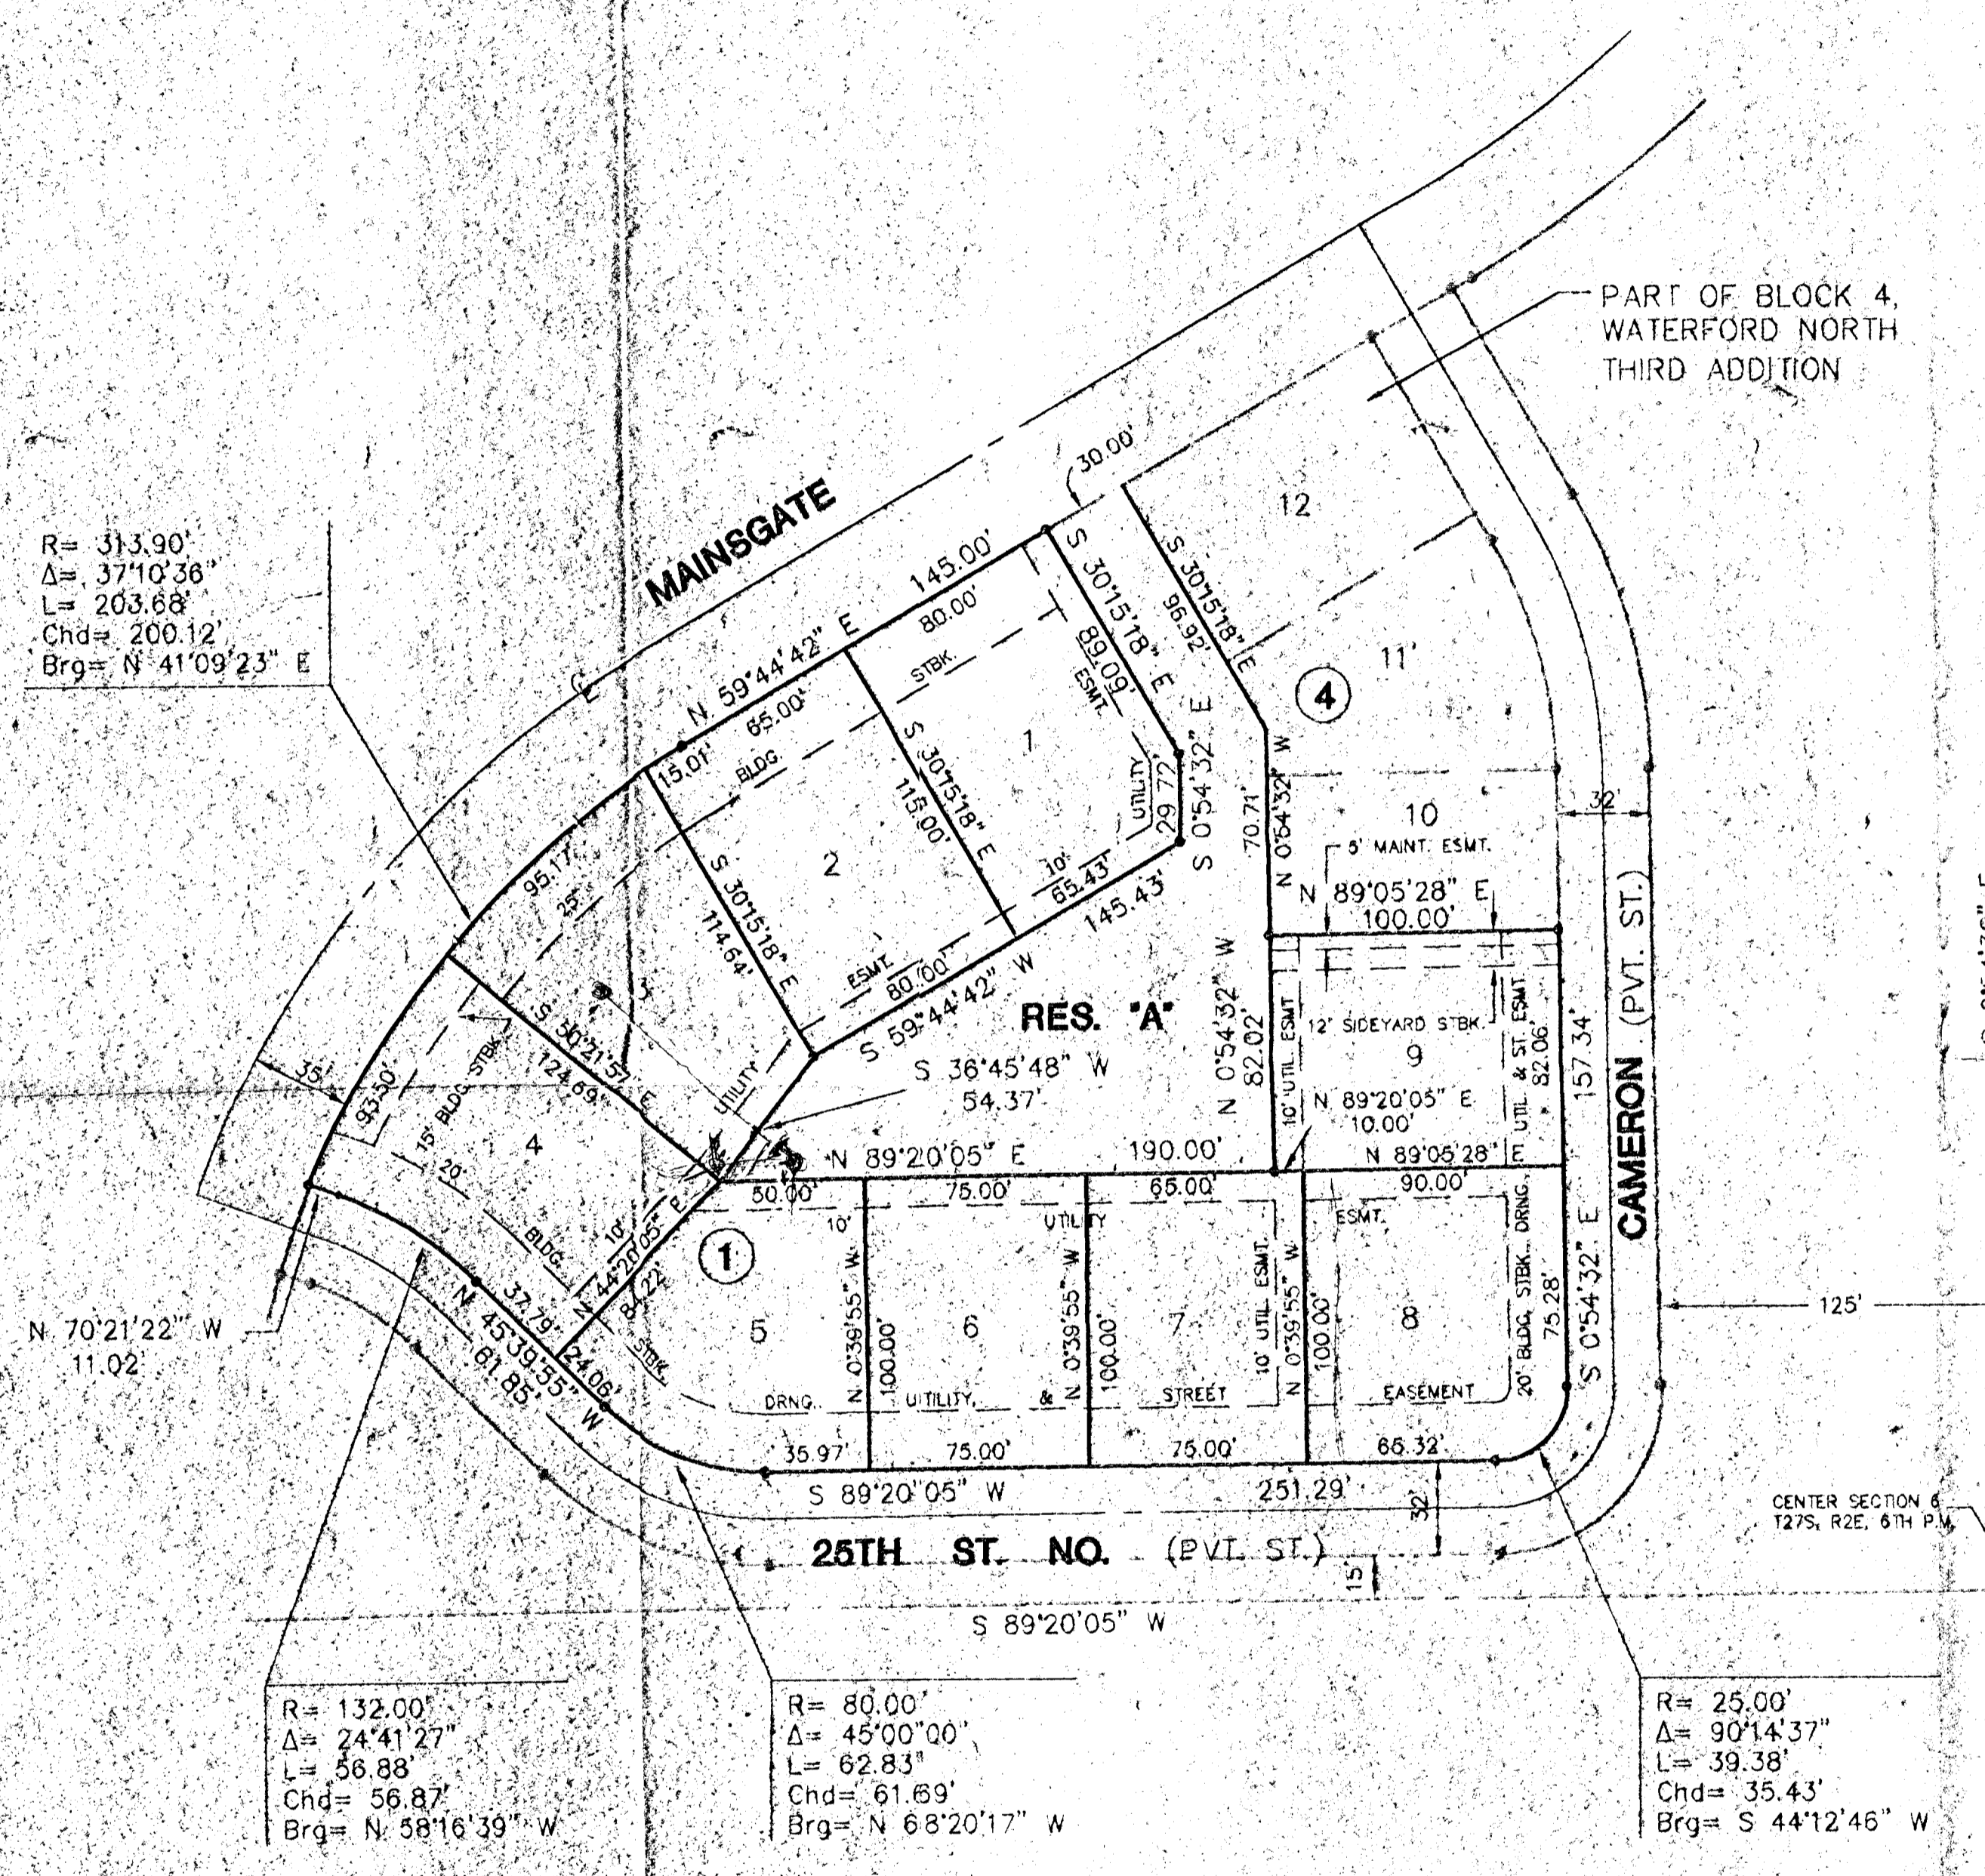 PART OF BLOCK 4,
WATERFORD NORTH
THIRD ADDITION
30.00'
12
R= 313.90'
Δ= 37°10'36"
L= 203.68'
Chd= 200.12'
Brg= N 41°09'23" E
MAINSGATE
145.00'
80.00'
N 59°44'42" E
65.00'
15.01'
S 30°15'18" E
89.09'
ESMT.
S 30°15'18" E
96.92'
11
4
STBK.
BLDG.
1
S 30°15'18" E
115.00'
UTILITY
29.72'
S 0°54'32" E
70.71'
N 0°54'32" W
10
32'
5' MAINT. ESMT.
N 89°05'28" E
100.00'
95.17'
25'
2
S 30°15'18" E
114.64'
10'
65.43'
145.43'
ESMT.
80.00'
S 59°44'42" W
3
RES. "A"
S 36°45'48" W
54.37'
N 0°54'32" W
82.02'
10' UTIL ESMT
12' SIDEYARD STBK.
9
N 89°20'05" E
10.00'
UTIL. & ST. ESMT
82.06'
157.34'
CAMERON (PVT. ST.)
S 50°21'57" E
124.69'
UTILITY
35'
93.50'
15' BLDG STBK.
4
20'
BLDG.
N 89°20'05" E
190.00'
N 89°05'28" E
50.00'
75.00'
65.00'
90.00'
10'
UTILITY
ESMT.
10'
N 44°20'05" E
84.22'
1
N 70°21'22" W
11.02'
37.79'
N 45°39'55" W
61.85'
24.06'
STBK.
5
N 0°39'55" W
100.00'
6
N 0°39'55" W
100.00'
7
10' UTIL ESMT.
N 0°39'55" W
100.00'
8
20' BLDG. STBK. DRNG.
75.28'
S 0°54'32" E
125'
DRNG.
UTILITY,
&
STREET
EASEMENT
35.97'
75.00'
75.00'
66.32'
S 89°20'05" W
251.29'
32'
25TH ST. NO. (PVT. ST.)
15'
S 89°20'05" W
CENTER SECTION 6
T27S, R2E, 6TH P.M.
R= 132.00'
Δ= 24°41'27"
L= 56.88'
Chd= 56.87'
Brg= N 58°16'39" W
R= 80.00'
Δ= 45°00'00"
L= 62.83"
Chd= 61.69'
Brg= N 68°20'17" W
R= 25.00'
Δ= 90°14'37"
L= 39.38'
Chd= 35.43'
Brg= S 44°12'46" W